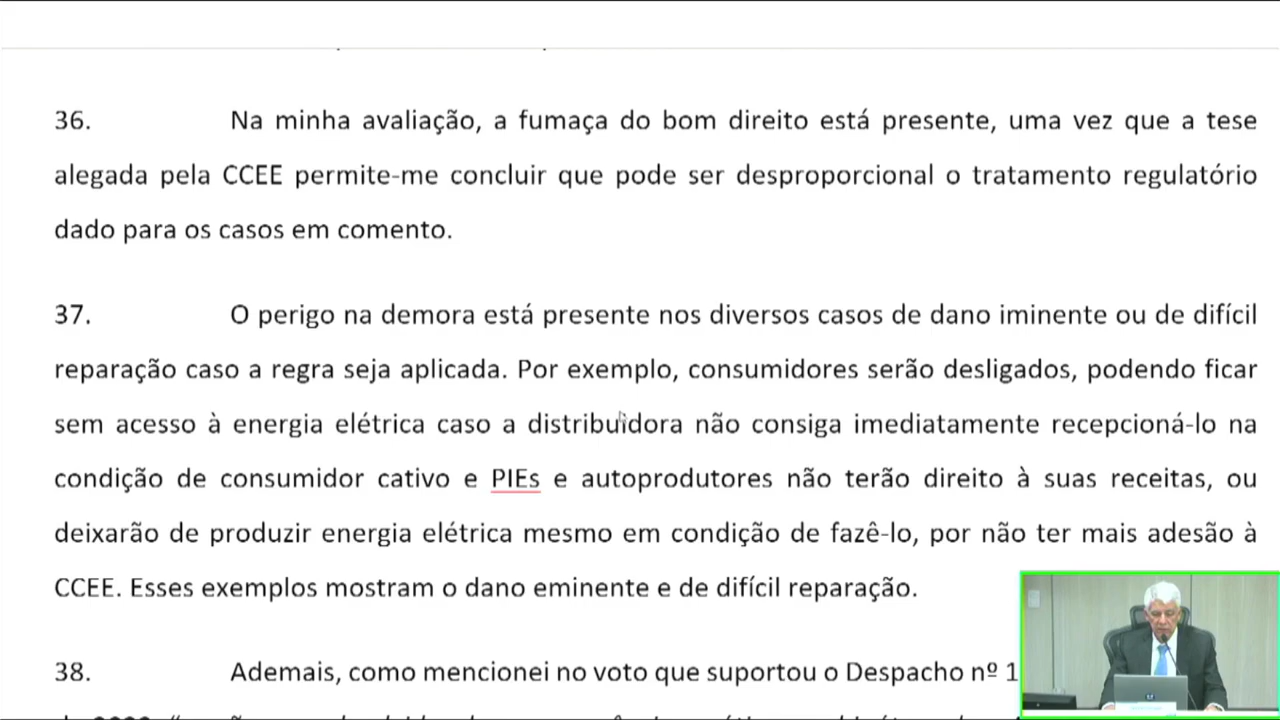 36. Na minha avaliação, a fumaça do bom direito está presente, uma vez que a tese
alegada pela CCEE permite-me concluir que pode ser desproporcional o tratamento regulatório
dado para os casos em comento.
37. O perigo na demora está presente nos diversos casos de dano iminente ou de difícil
reparação caso a regra seja aplicada. Por exemplo, consumidores serão desligados, podendo ficar
sem acesso à energia elétrica caso a distribuidora não consiga imediatamente recepcioná-lo na
condição de consumidor cativo e PIEs e autoprodutores não terão direito à suas receitas, ou
deixarão de produzir energia elétrica mesmo em condição de fazê-lo, por não ter mais adesão à
CCEE. Esses exemplos mostram o dano eminente e de difícil reparação.
38. Ademais, como mencionei no voto que suportou o Despacho nº 1